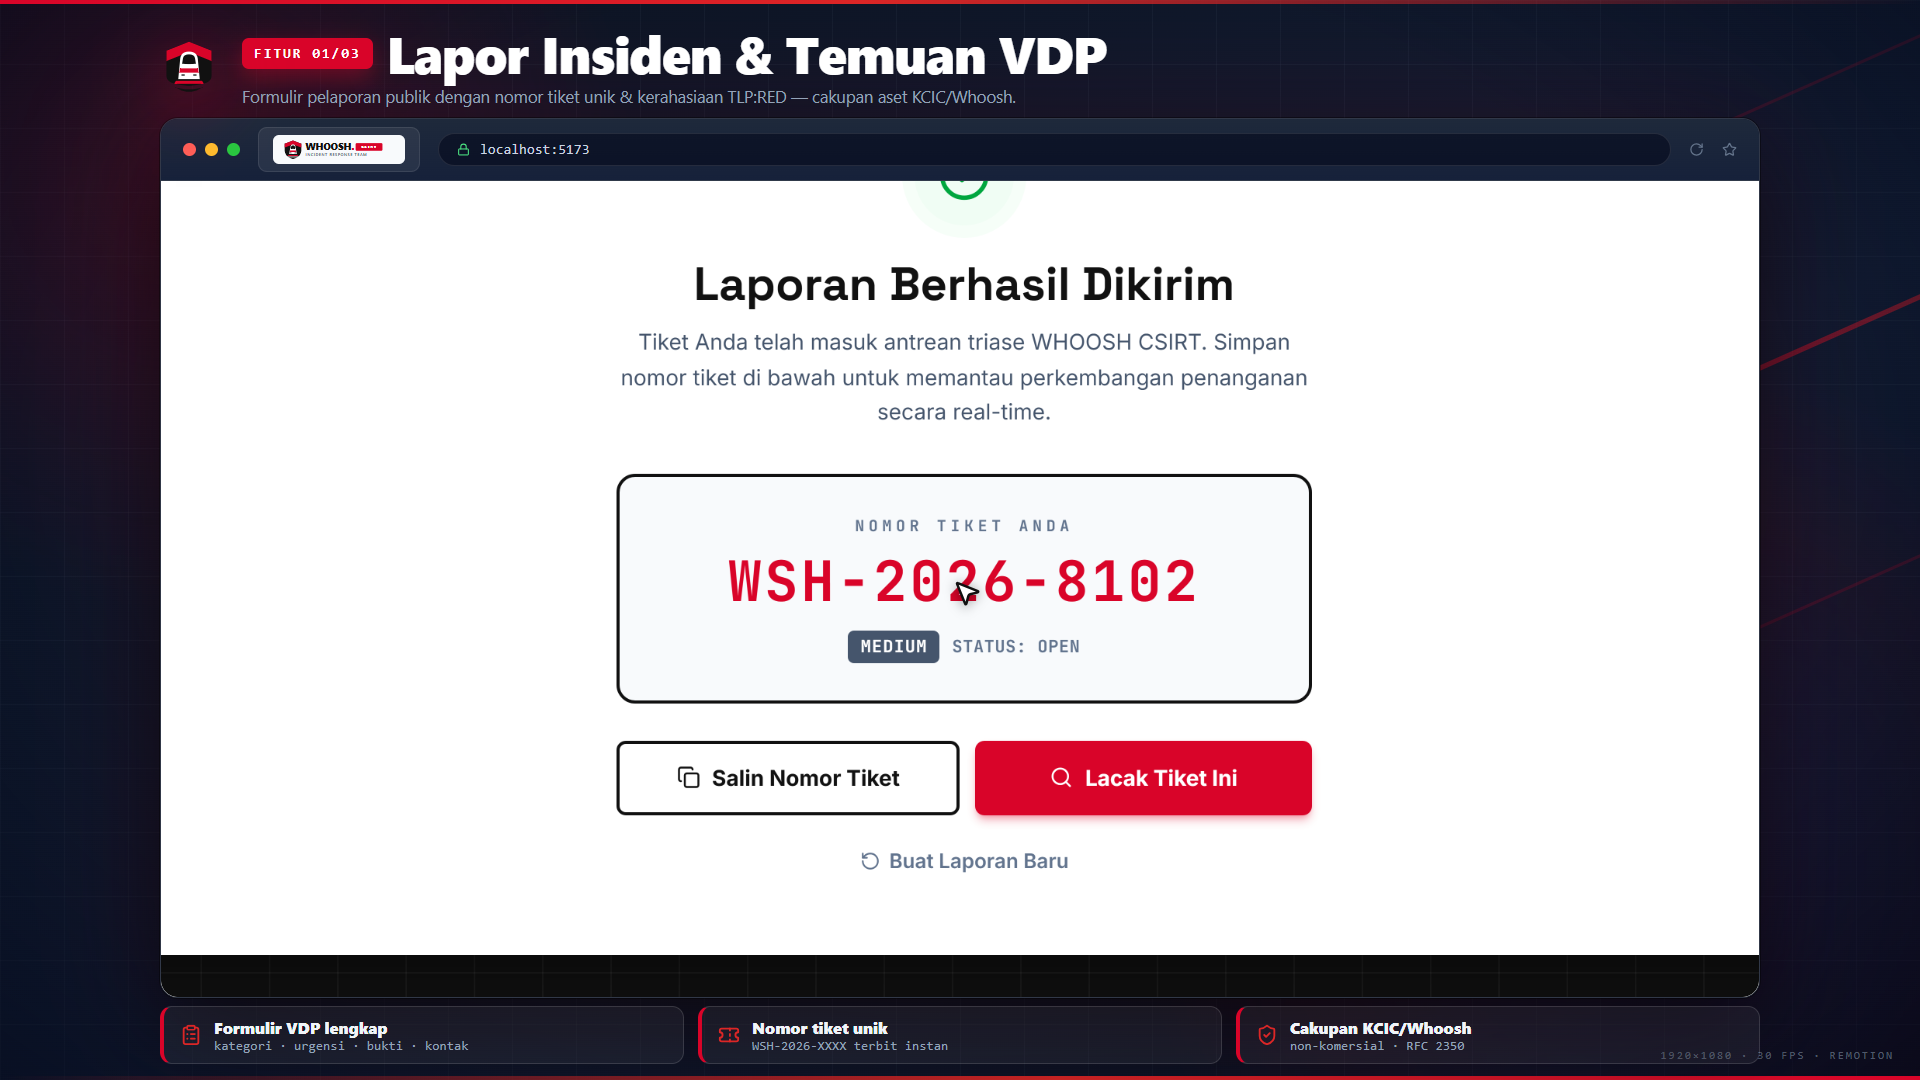 FITUR 01/03
Lapor Insiden & Temuan VDP
Formulir pelaporan publik dengan nomor tiket unik & kerahasiaan TLP:RED — cakupan aset KCIC/Whoosh.
WHOOSH.
INCIDENT RESPONSE TEAM
localhost:5173
Laporan Berhasil Dikirim
Tiket Anda telah masuk antrean triase WHOOSH CSIRT. Simpan
nomor tiket di bawah untuk memantau perkembangan penanganan
secara real-time.
NOMOR TIKET ANDA
WSH-2026-8102
MEDIUM STATUS: OPEN
Salin Nomor Tiket
Lacak Tiket Ini
Buat Laporan Baru
Formulir VDP lengkap
kategori · urgensi · bukti · kontak
Nomor tiket unik
WSH-2026-XXXX terbit instan
Cakupan KCIC/Whoosh
non-komersial · RFC 2350
1920×1080 · 30 FPS · REMOTION